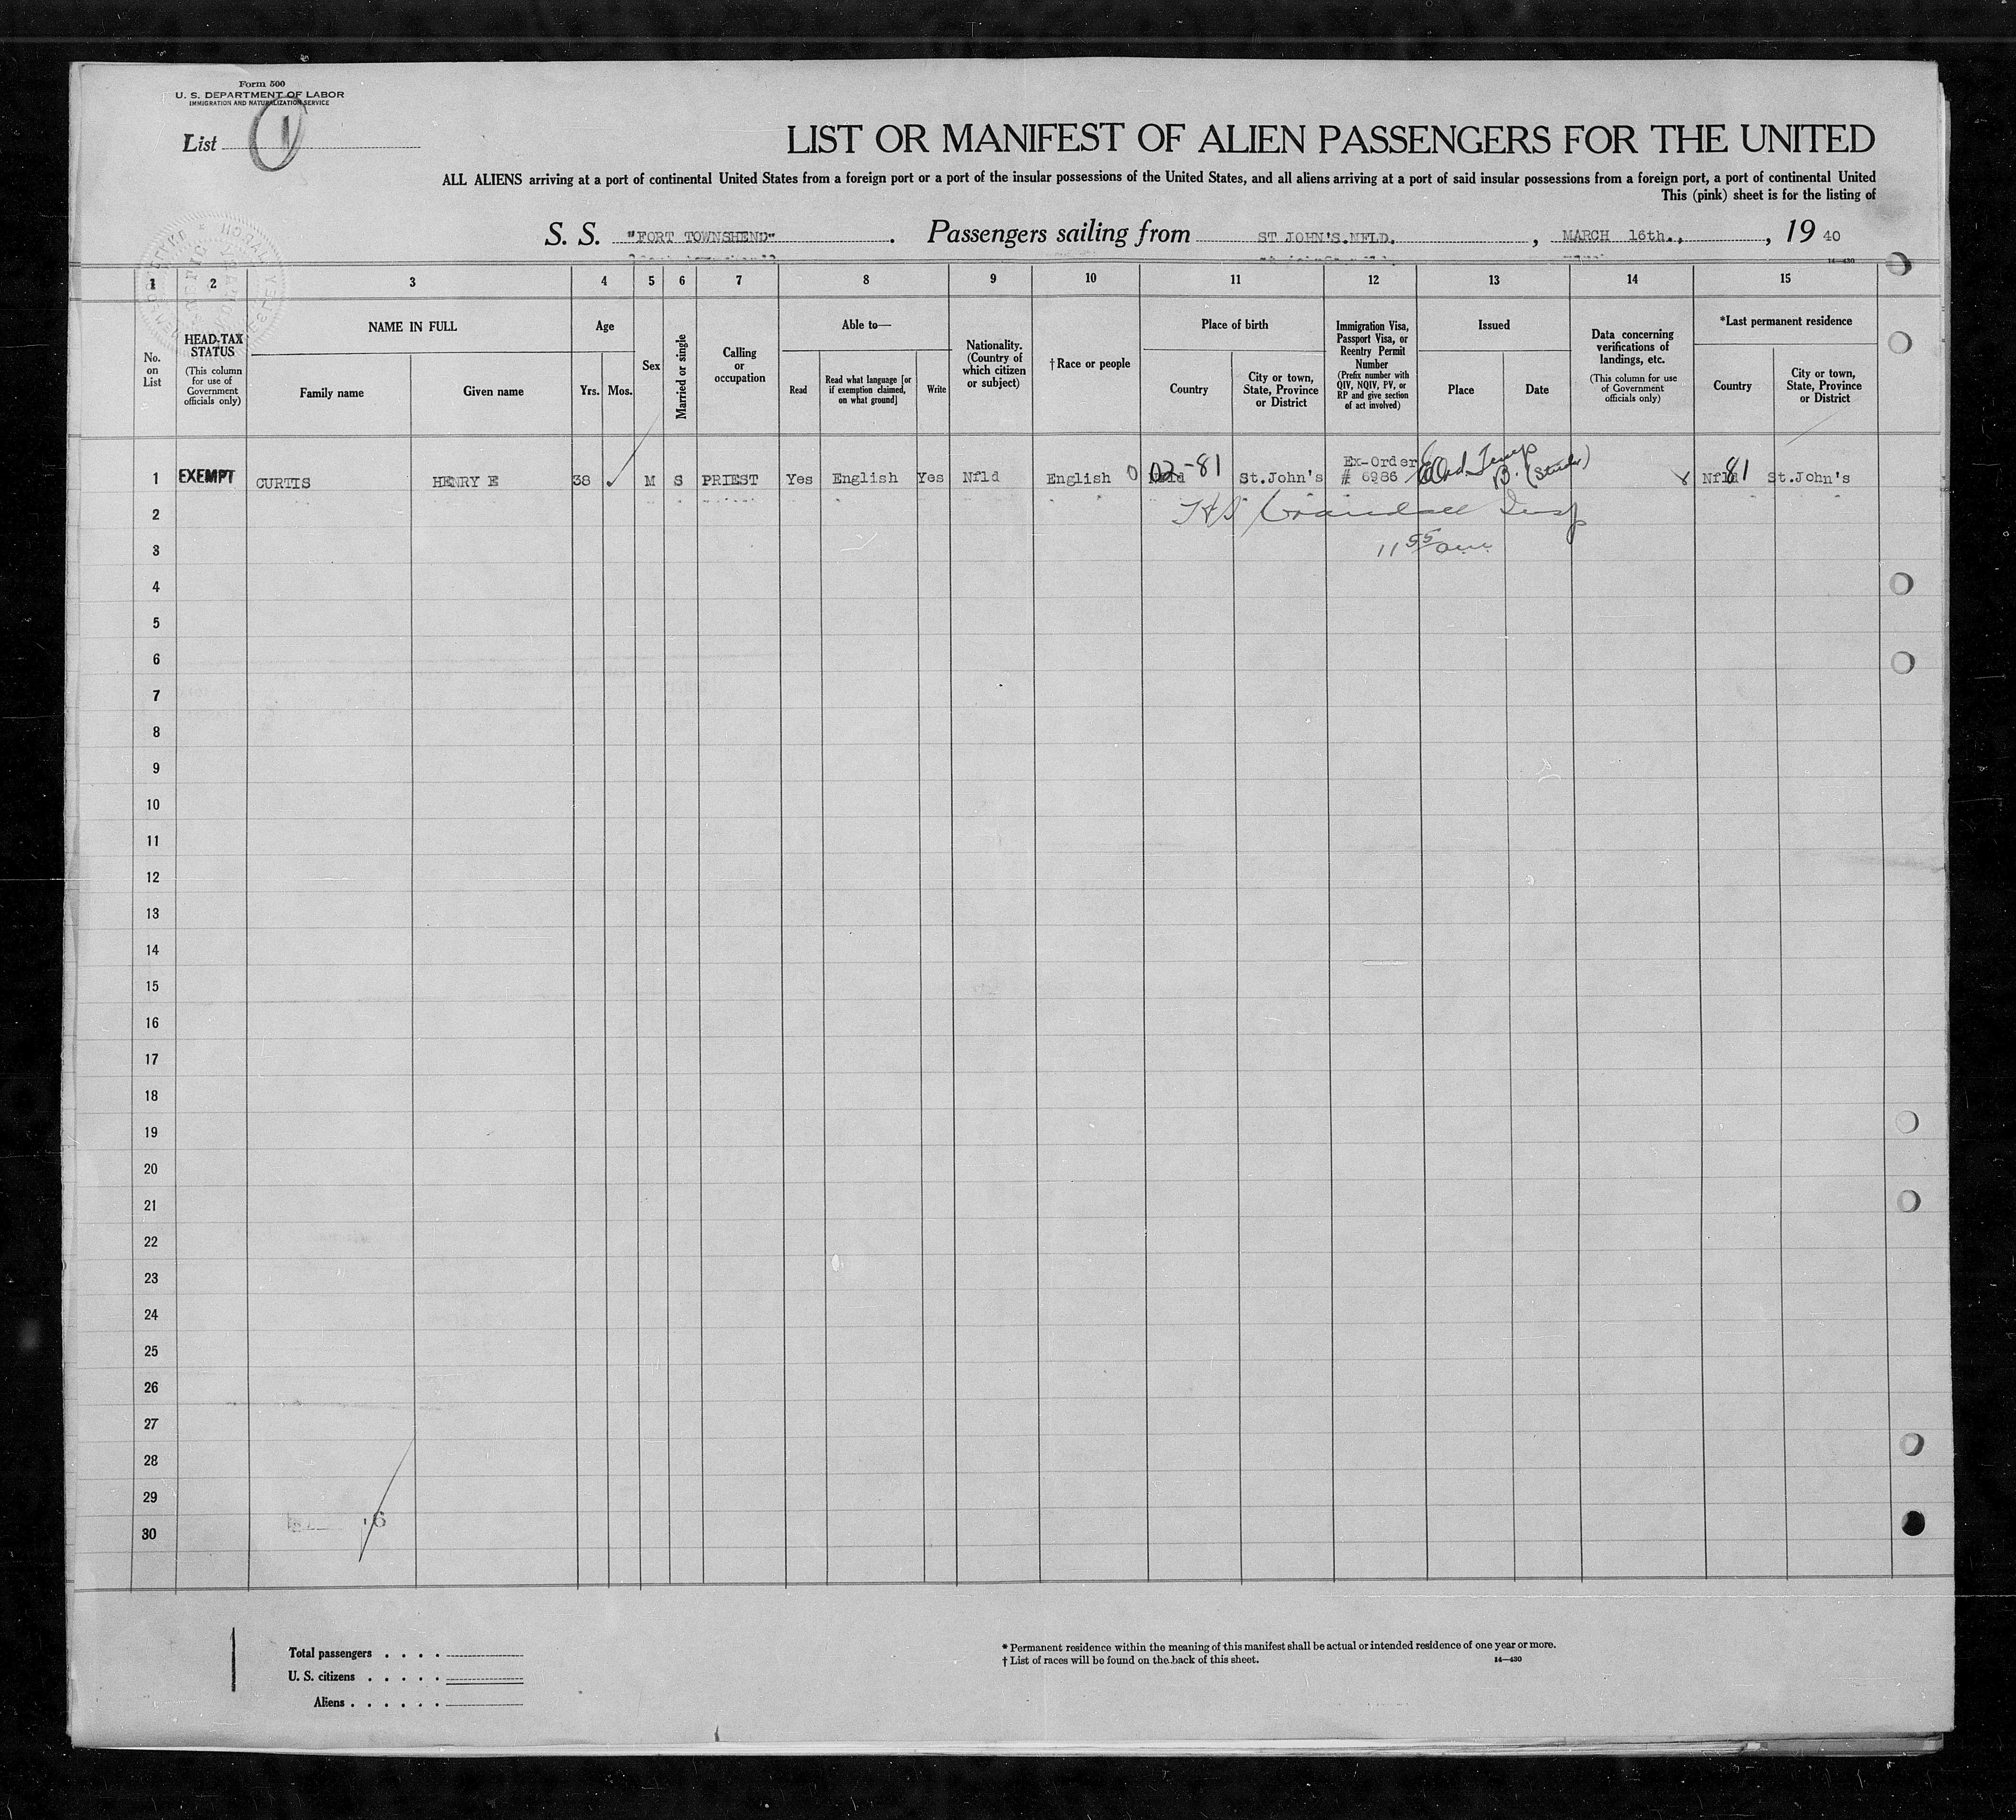 Form 500
U. S. DEPARTMENT OF LABOR
IMMIGRATION AND NATURALIZATION SERVICE
List 1
LIST OR MANIFEST OF ALIEN PASSENGERS FOR THE UNITED
ALL ALIENS arriving at a port of continental United States from a foreign port or a port of the insular possessions of the United States, and all aliens arriving at a port of said insular possessions from a foreign port, a port of continental United
This (pink) sheet is for the listing of
S. S. "FORT TOWNSHEND". Passengers sailing from ST JOHN'S.NFLD. , MARCH 16th., , 19 40
14—430
1 2 3 4 5 6 7 8 9 10 11 12 13 14 15
No. on List
HEAD-TAX STATUS (This column for use of Government officials only)
NAME IN FULL
Family name
Given name
Age
Yrs.
Mos.
Sex
Married or single
Calling or occupation
Able to—
Read
Read what language [or if exemption claimed, on what ground]
Write
Nationality. (Country of which citizen or subject)
†Race or people
Place of birth
Country
City or town, State, Province or District
Immigration Visa, Passport Visa, or Reentry Permit Number (Prefix number with QIV, NQIV, PV, or RP and give section of act involved)
Issued
Place
Date
Data concerning verifications of landings, etc. (This column for use of Government officials only)
*Last permanent residence
Country
City or town, State, Province or District
1 EXEMPT CURTIS HENRY E 38 ✓ M S PRIEST Yes English Yes Nfld English 02-81 Nfld St.John's Ex-Order # 6986 Temp B. Nfld 81 St.John's
2 Insp
3 11 55 am
4
5
6
7
8
9
10
11
12
13
14
15
16
17
18
19
20
21
22
23
24
25
26
27
28
29
30
Total passengers . . . .
U. S. citizens . . . . .
Aliens . . . . . .
* Permanent residence within the meaning of this manifest shall be actual or intended residence of one year or more.
† List of races will be found on the back of this sheet.
14—430